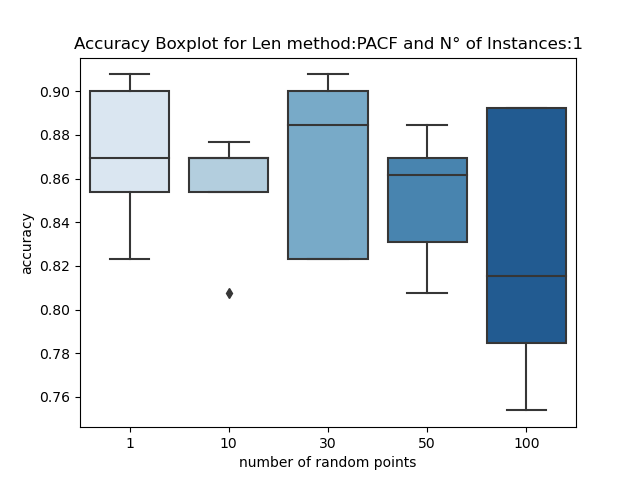 Accuracy Boxplot for Len method:PACF and N° of Instances:1
0.90
0.88
0.86
0.84
0.82
0.80
0.78
0.76
accuracy
1 10 30 50 100
number of random points